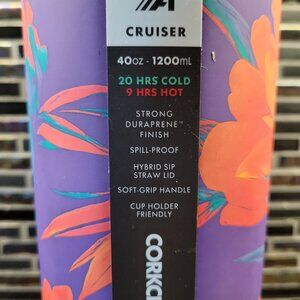 CRUISER
40oz - 1200mL
20 HRS COLD
9 HRS HOT
STRONG
DURAPRENE™
FINISH
SPILL-PROOF
HYBRID SIP
STRAW LID
SOFT-GRIP HANDLE
CUP HOLDER
FRIENDLY
CORKC